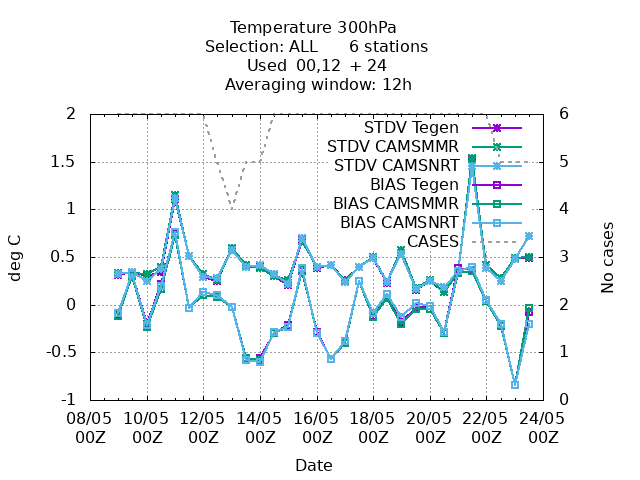 Temperature 300hPa
Selection: ALL 6 stations
Used 00,12 + 24
Averaging window: 12h
2 6
STDV Tegen
STDV CAMSMMR
1.5 5
STDV CAMSNRT
BIAS Tegen
BIAS CAMSMMR
1 4
BIAS CAMSNRT
CASES
0.5 3
deg C
No cases
0 2
-0.5 1
-1 0
08/05 10/05 12/05 14/05 16/05 18/05 20/05 22/05 24/05
00Z 00Z 00Z 00Z 00Z 00Z 00Z 00Z 00Z
Date